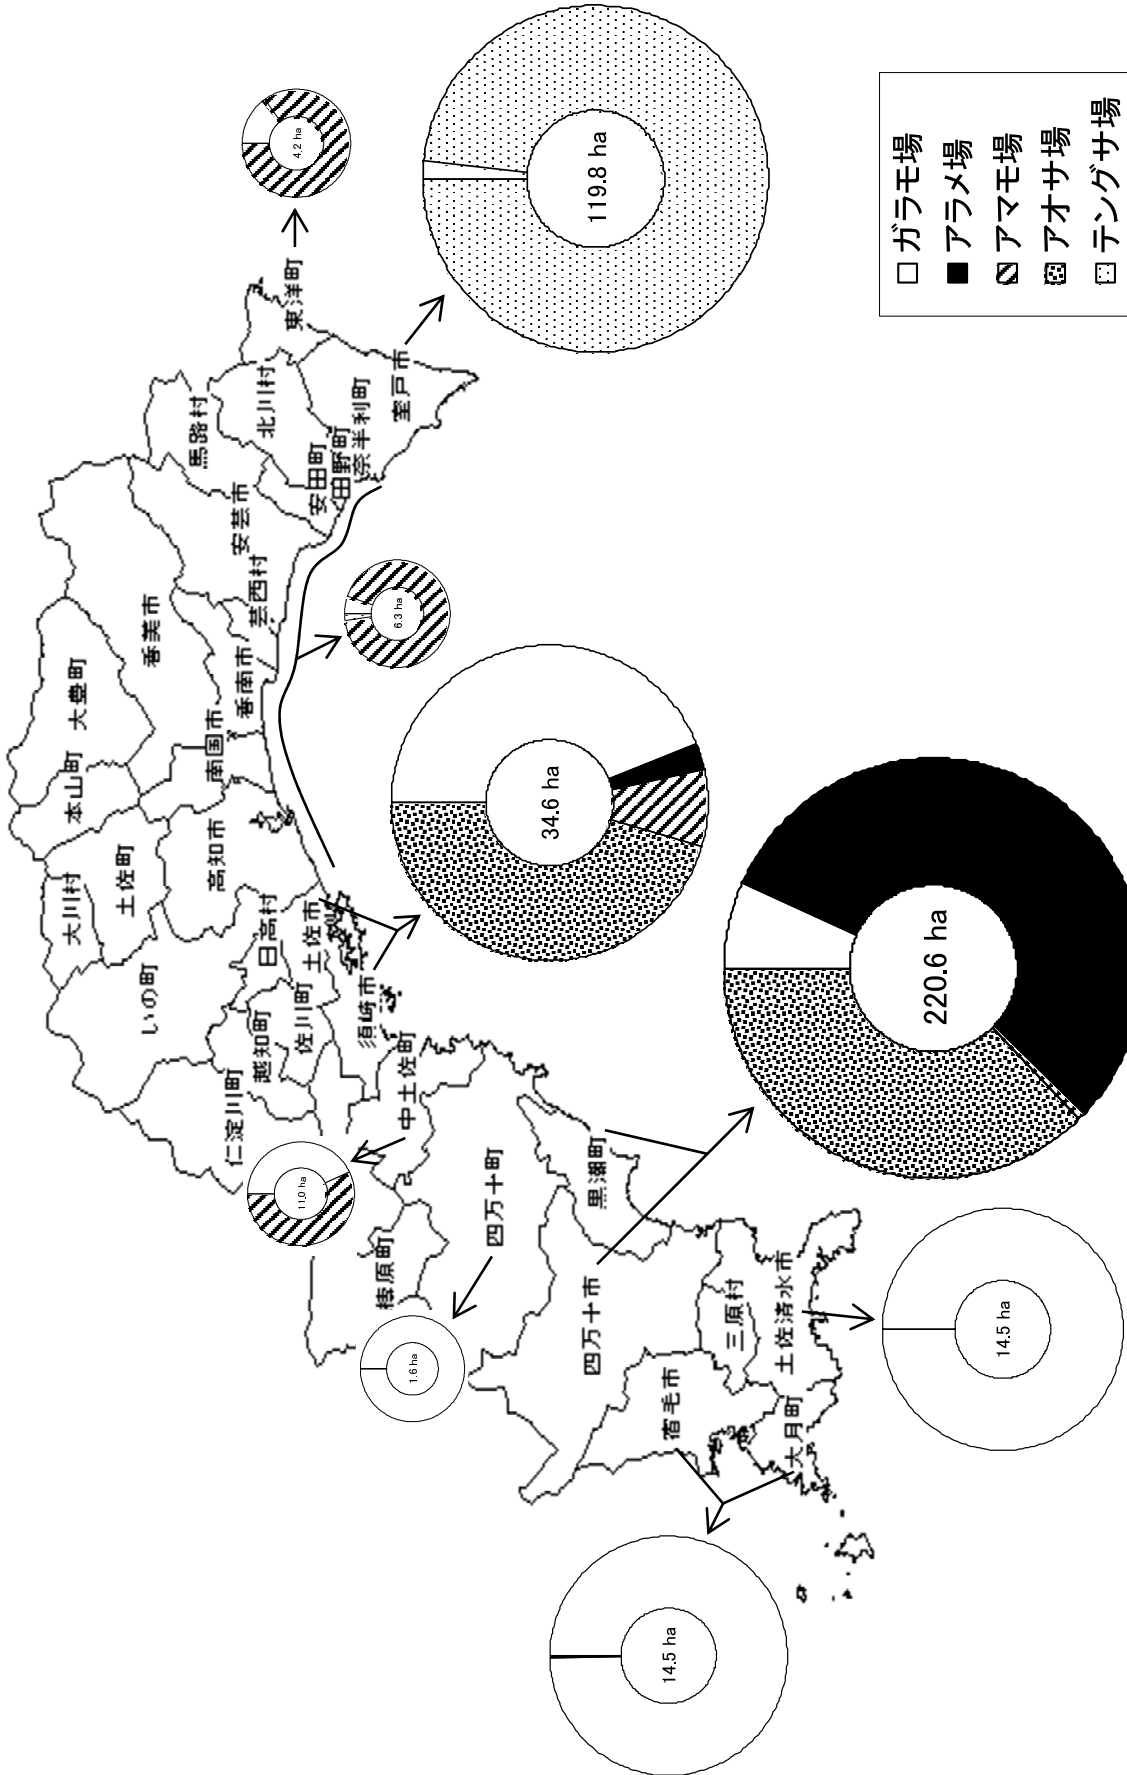 東洋町
4.2 ha
室戸市
119.8 ha
北川村
馬路村
奈半利町
田野町
安田町
安芸市
芸西村
6.3 ha
香美市
香南市
大豊町
南国市
本山町
土佐町
大川村
高知市
いの町
日高村
土佐市
須崎市
34.6 ha
佐川町
越知町
仁淀川町
中土佐町
11.0 ha
檮原町
四万十町
1.6 ha
黒潮町
四万十市
220.6 ha
三原村
土佐清水市
14.5 ha
宿毛市
大月町
14.5 ha
ガラモ場
アラメ場
アマモ場
アオサ場
テングサ場